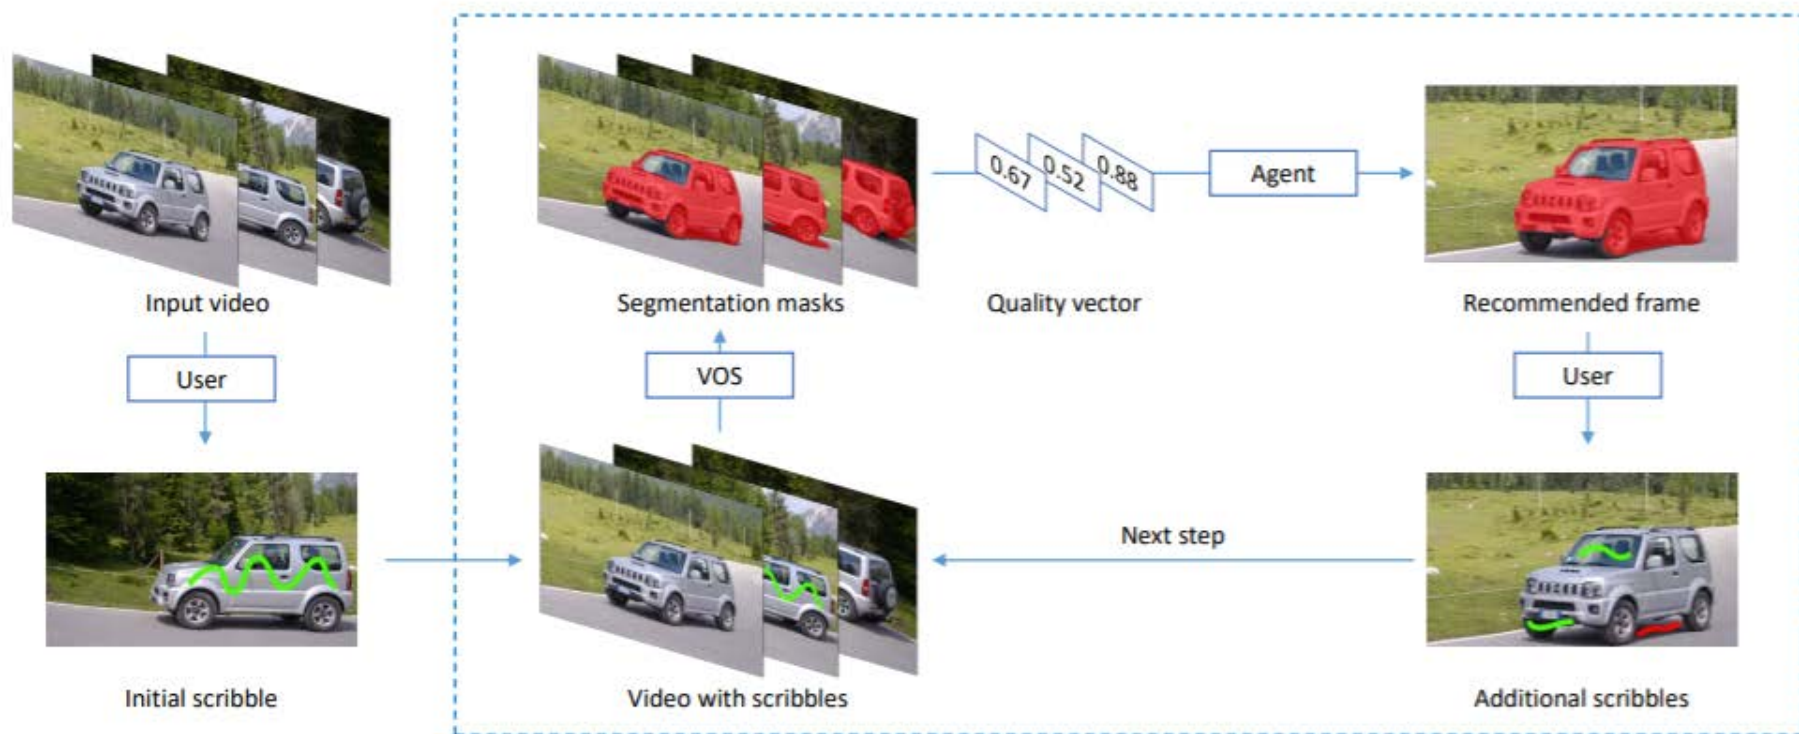 Input video
User
Initial scribble
Segmentation masks
VOS
Video with scribbles
0.67
0.52
0.88
Quality vector
Agent
Recommended frame
User
Additional scribbles
Next step